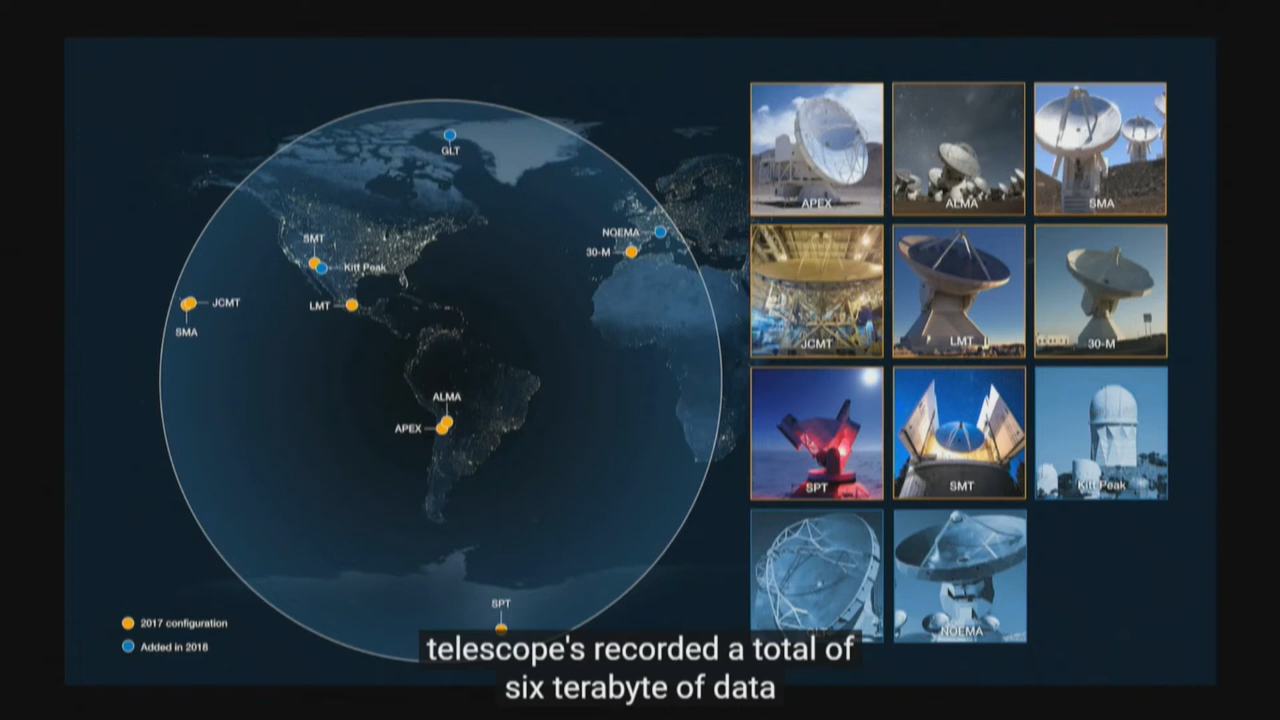 GLT
NOEMA
30-M
SMT
Kitt Peak
JCMT
LMT
SMA
ALMA
APEX
SPT
2017 configuration
Added in 2018
APEX
ALMA
SMA
JCMT
LMT
30-M
SPT
SMT
Kitt Peak
GLT
NOEMA
telescope's recorded a total of
six terabyte of data